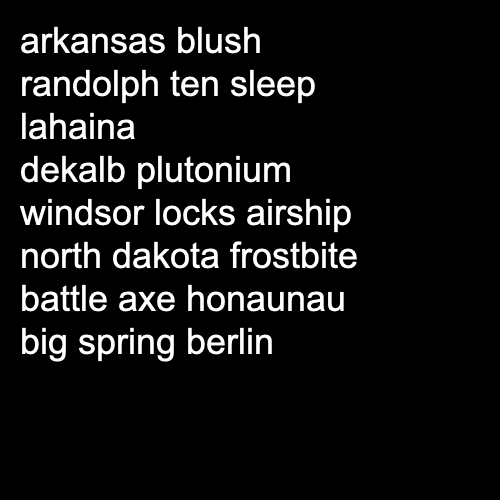 arkansas blush
randolph ten sleep
lahaina
dekalb plutonium
windsor locks airship
north dakota frostbite
battle axe honaunau
big spring berlin